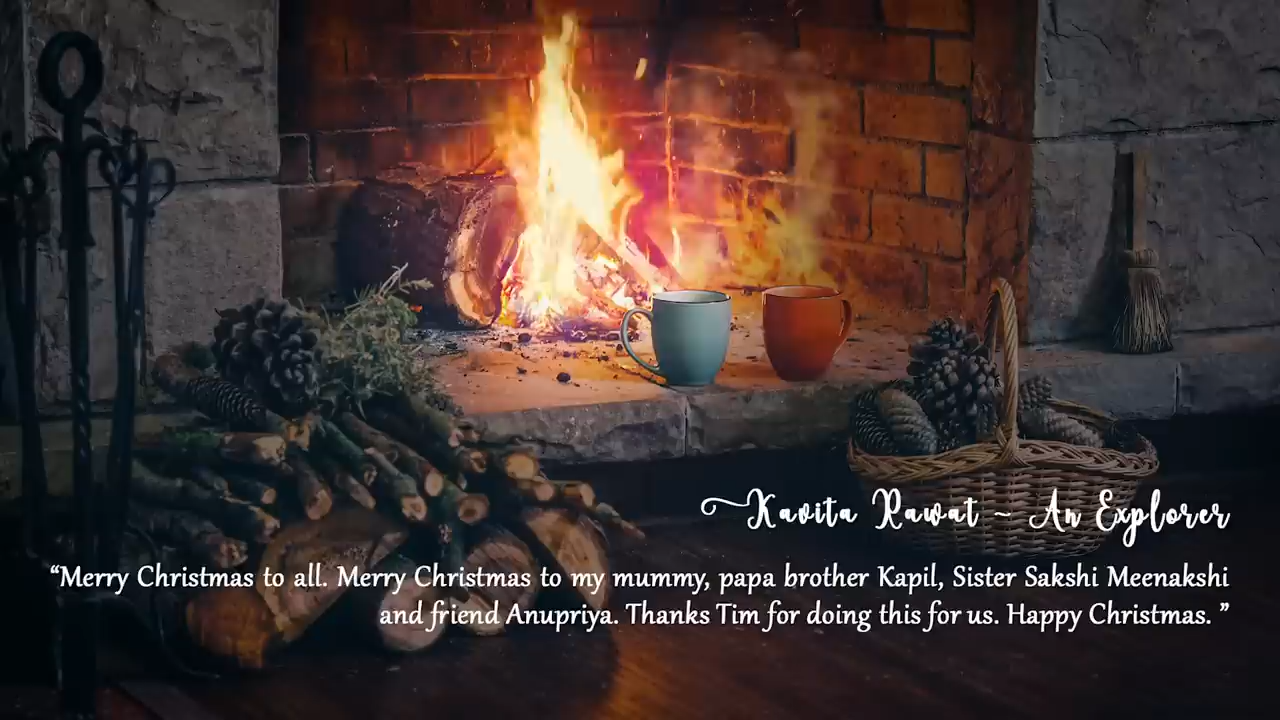 Kavita Rawat ~ An Explorer
“Merry Christmas to all. Merry Christmas to my mummy, papa brother Kapil, Sister Sakshi Meenakshi
and friend Anupriya. Thanks Tim for doing this for us. Happy Christmas. ”